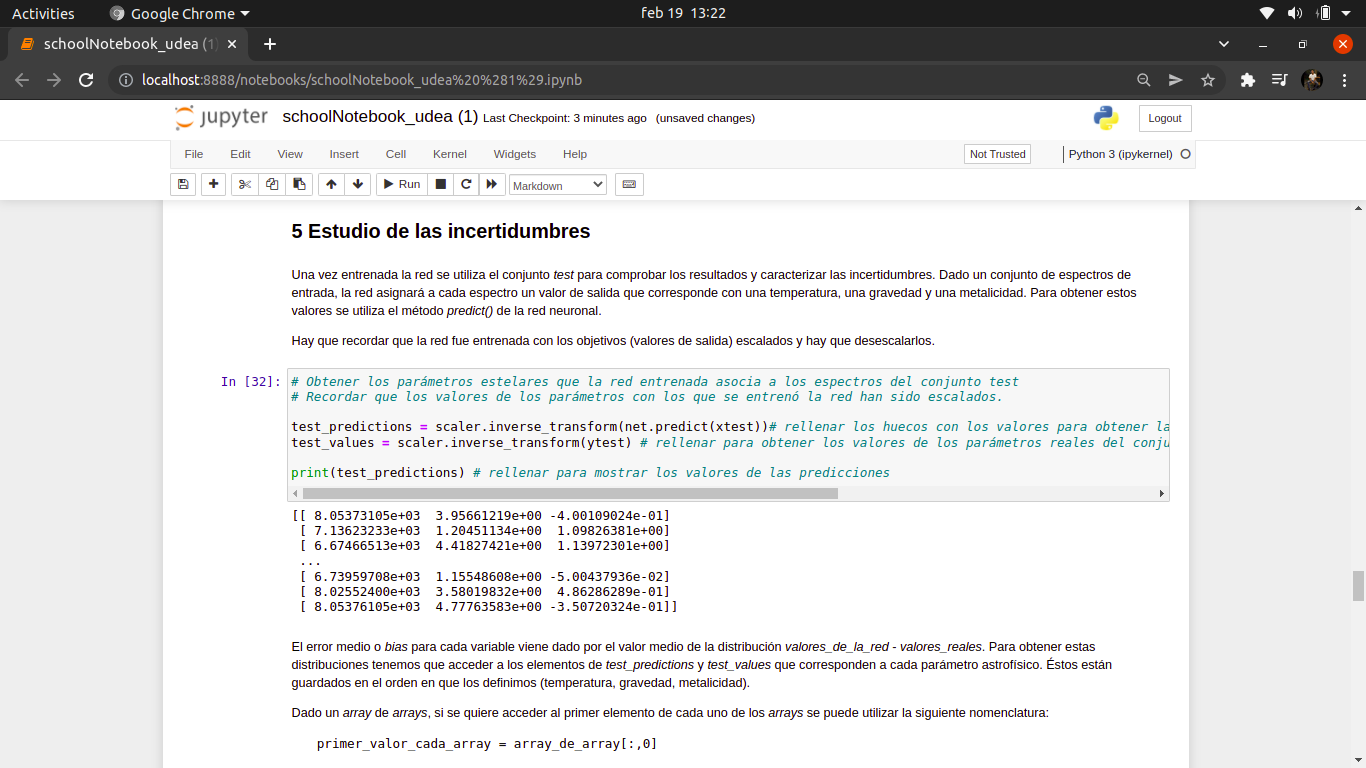 Activities
Google Chrome
feb 19 13:22
schoolNotebook_udea (1)
localhost:8888/notebooks/schoolNotebook_udea%20%281%29.ipynb
jupyter
schoolNotebook_udea (1) Last Checkpoint: 3 minutes ago (unsaved changes)
Logout
File Edit View Insert Cell Kernel Widgets Help
Not Trusted
Python 3 (ipykernel)
Run
Markdown
5 Estudio de las incertidumbres
Una vez entrenada la red se utiliza el conjunto test para comprobar los resultados y caracterizar las incertidumbres. Dado un conjunto de espectros de
entrada, la red asignará a cada espectro un valor de salida que corresponde con una temperatura, una gravedad y una metalicidad. Para obtener estos
valores se utiliza el método predict() de la red neuronal.
Hay que recordar que la red fue entrenada con los objetivos (valores de salida) escalados y hay que desescalarlos.
In [32]:
# Obtener los parámetros estelares que la red entrenada asocia a los espectros del conjunto test
# Recordar que los valores de los parámetros con los que se entrenó la red han sido escalados.
test_predictions = scaler.inverse_transform(net.predict(xtest))# rellenar los huecos con los valores para obtener la
test_values = scaler.inverse_transform(ytest) # rellenar para obtener los valores de los parámetros reales del conju
print(test_predictions) # rellenar para mostrar los valores de las predicciones
[[ 8.05373105e+03 3.95661219e+00 -4.00109024e-01]
[ 7.13623233e+03 1.20451134e+00 1.09826381e+00]
[ 6.67466513e+03 4.41827421e+00 1.13972301e+00]
...
[ 6.73959708e+03 1.15548608e+00 -5.00437936e-02]
[ 8.02552400e+03 3.58019832e+00 4.86286289e-01]
[ 8.05376105e+03 4.77763583e+00 -3.50720324e-01]]
El error medio o bias para cada variable viene dado por el valor medio de la distribución valores_de_la_red - valores_reales. Para obtener estas
distribuciones tenemos que acceder a los elementos de test_predictions y test_values que corresponden a cada parámetro astrofísico. Éstos están
guardados en el orden en que los definimos (temperatura, gravedad, metalicidad).
Dado un array de arrays, si se quiere acceder al primer elemento de cada uno de los arrays se puede utilizar la siguiente nomenclatura:
primer_valor_cada_array = array_de_array[:,0]